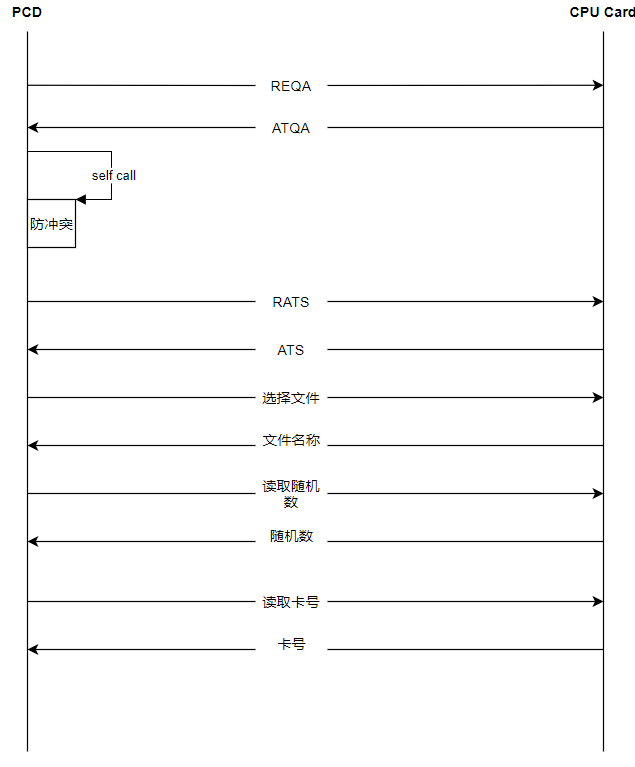 PCD
CPU Card
REQA
ATQA
self call
防冲突
RATS
ATS
选择文件
文件名称
读取随机
数
随机数
读取卡号
卡号